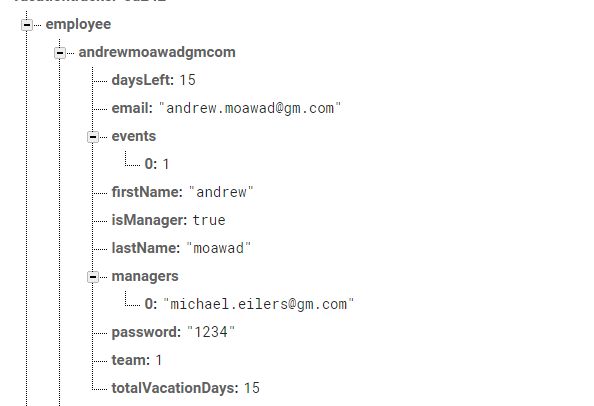 employee
andrewmoawadgmcom
daysLeft: 15
email: "andrew.moawad@gm.com"
events
0: 1
firstName: "andrew"
isManager: true
lastName: "moawad"
managers
0: "michael.eilers@gm.com"
password: "1234"
team: 1
totalVacationDays: 15